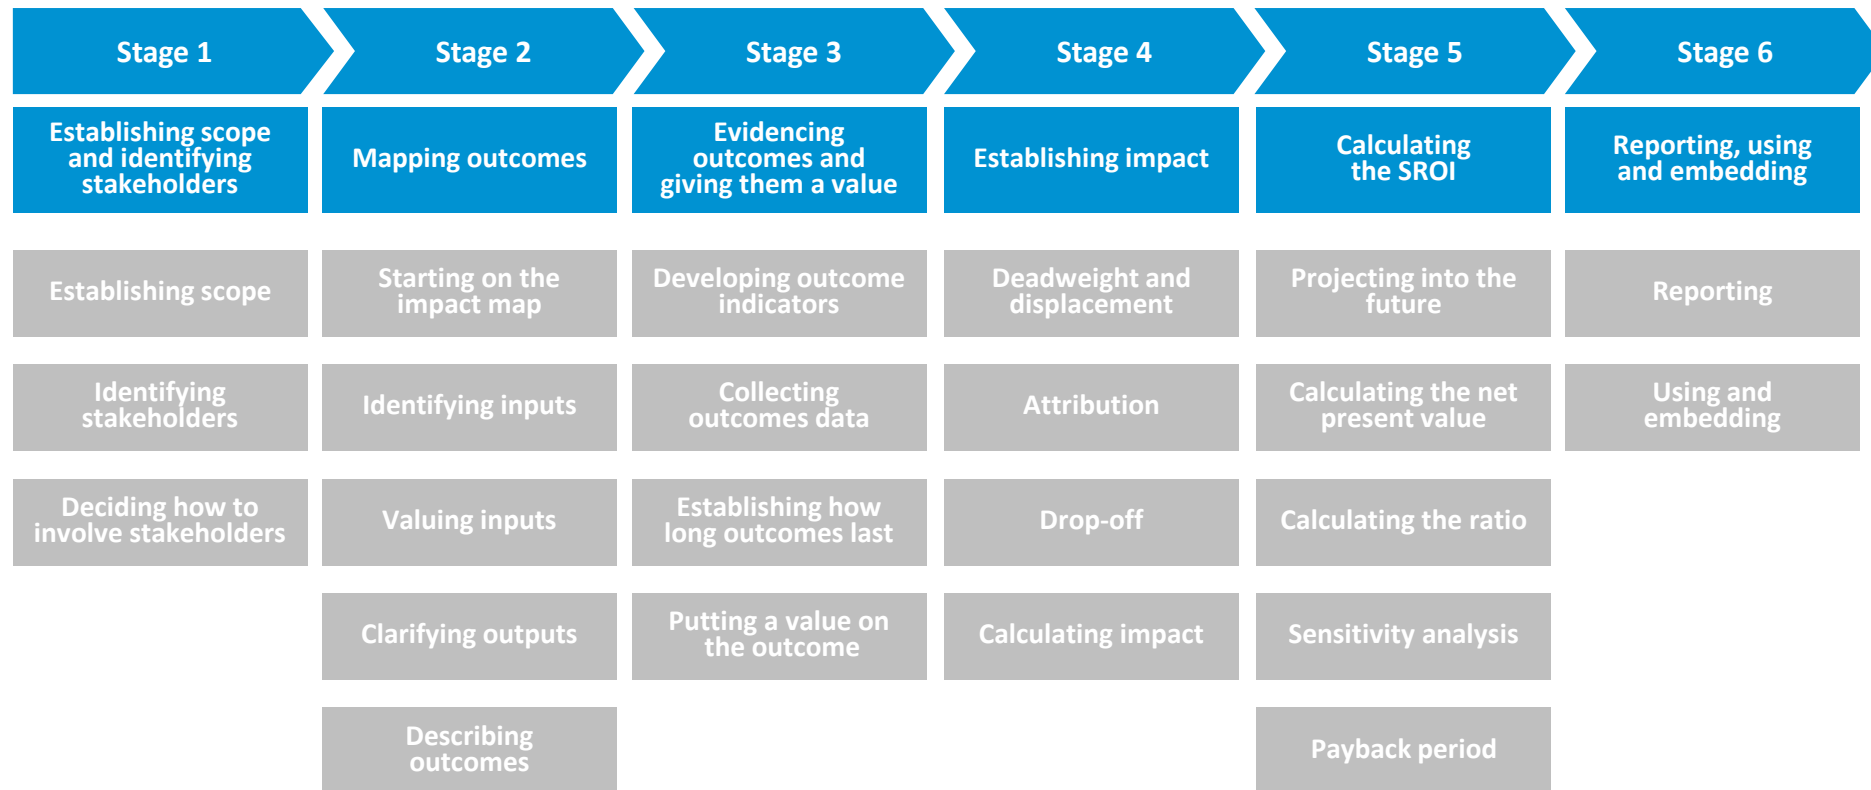 Stage 1
Stage 2
Stage 3
Stage 4
Stage 5
Stage 6
Establishing scope
and identifying
stakeholders
Mapping outcomes
Evidencing
outcomes and
giving them a value
Establishing impact
Calculating
the SROI
Reporting, using
and embedding
Establishing scope
Starting on the
impact map
Developing outcome
indicators
Deadweight and
displacement
Projecting into the
future
Reporting
Identifying
stakeholders
Identifying inputs
Collecting
outcomes data
Attribution
Calculating the net
present value
Using and
embedding
Deciding how to
involve stakeholders
Valuing inputs
Establishing how
long outcomes last
Drop-off
Calculating the ratio
Clarifying outputs
Putting a value on
the outcome
Calculating impact
Sensitivity analysis
Describing
outcomes
Payback period